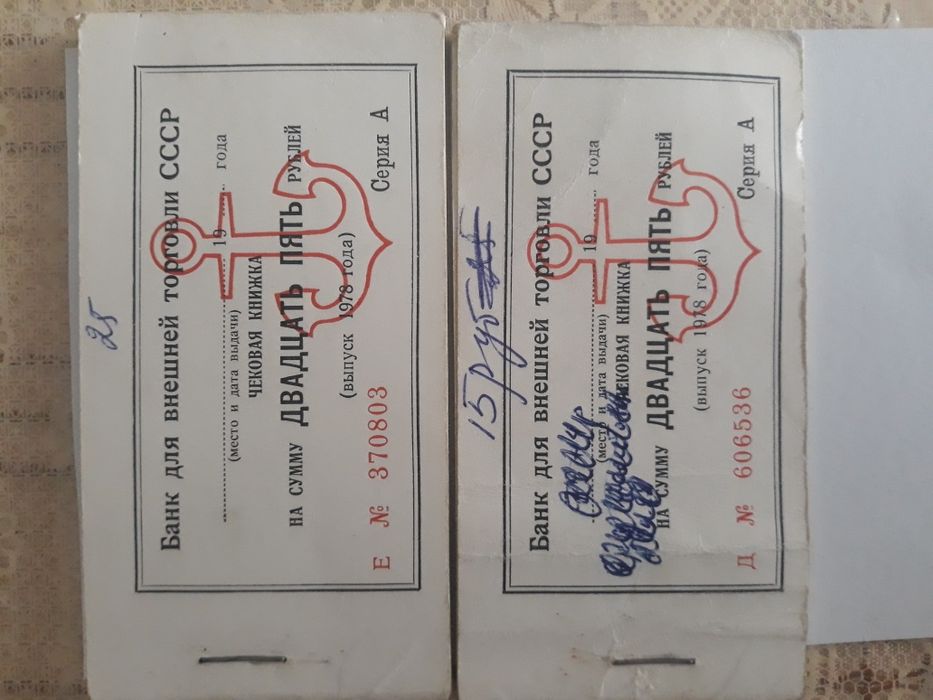 25
Банк для внешней торговли СССР
19 года
(место и дата выдачи)
ЧЕКОВАЯ КНИЖКА
НА СУММУ ДВАДЦАТЬ ПЯТЬ РУБЛЕЙ
(выпуск 1978 года)
Е № 370803 Серия А
15 руб
Банк для внешней торговли СССР
19 года
(место и дата выдачи)
ЧЕКОВАЯ КНИЖКА
НА СУММУ ДВАДЦАТЬ ПЯТЬ РУБЛЕЙ
(выпуск 1978 года)
Д № 606536 Серия А